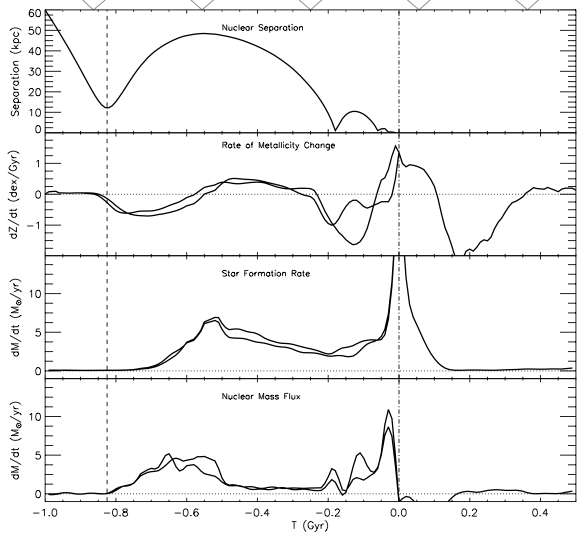 Nuclear Separation
Separation (kpc)
60
50
40
30
20
10
0
Rate of Metallicity Change
dZ/dt (dex/Gyr)
1
0
−1
Star Formation Rate
dM/dt (M⊙/yr)
10
5
0
Nuclear Mass Flux
dM/dt (M⊙/yr)
10
5
0
−1.0 −0.8 −0.6 −0.4 −0.2 0.0 0.2 0.4
T (Gyr)